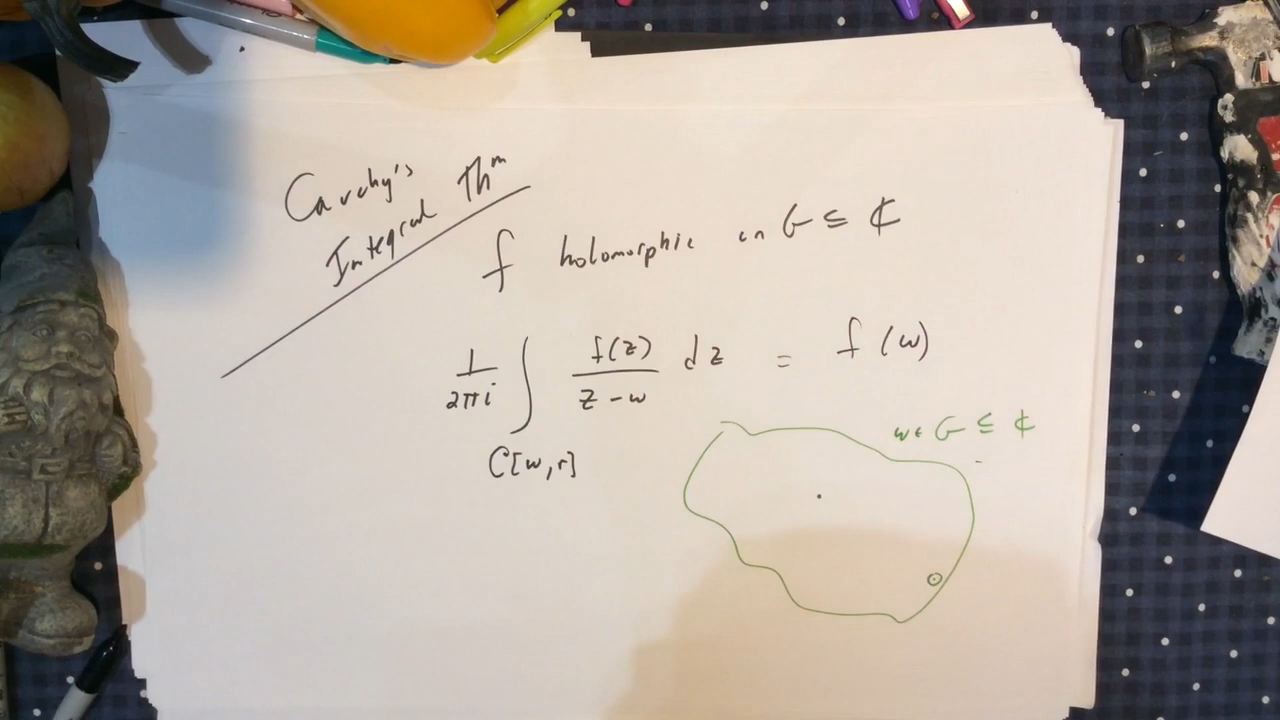 Cauchy's
Integral Thᵐ
f holomorphic in G ⊆ ℂ
1/2πi ∫ f(z)/z-w dz = f(w)
C[w,r]
w ∈ G ⊆ ℂ